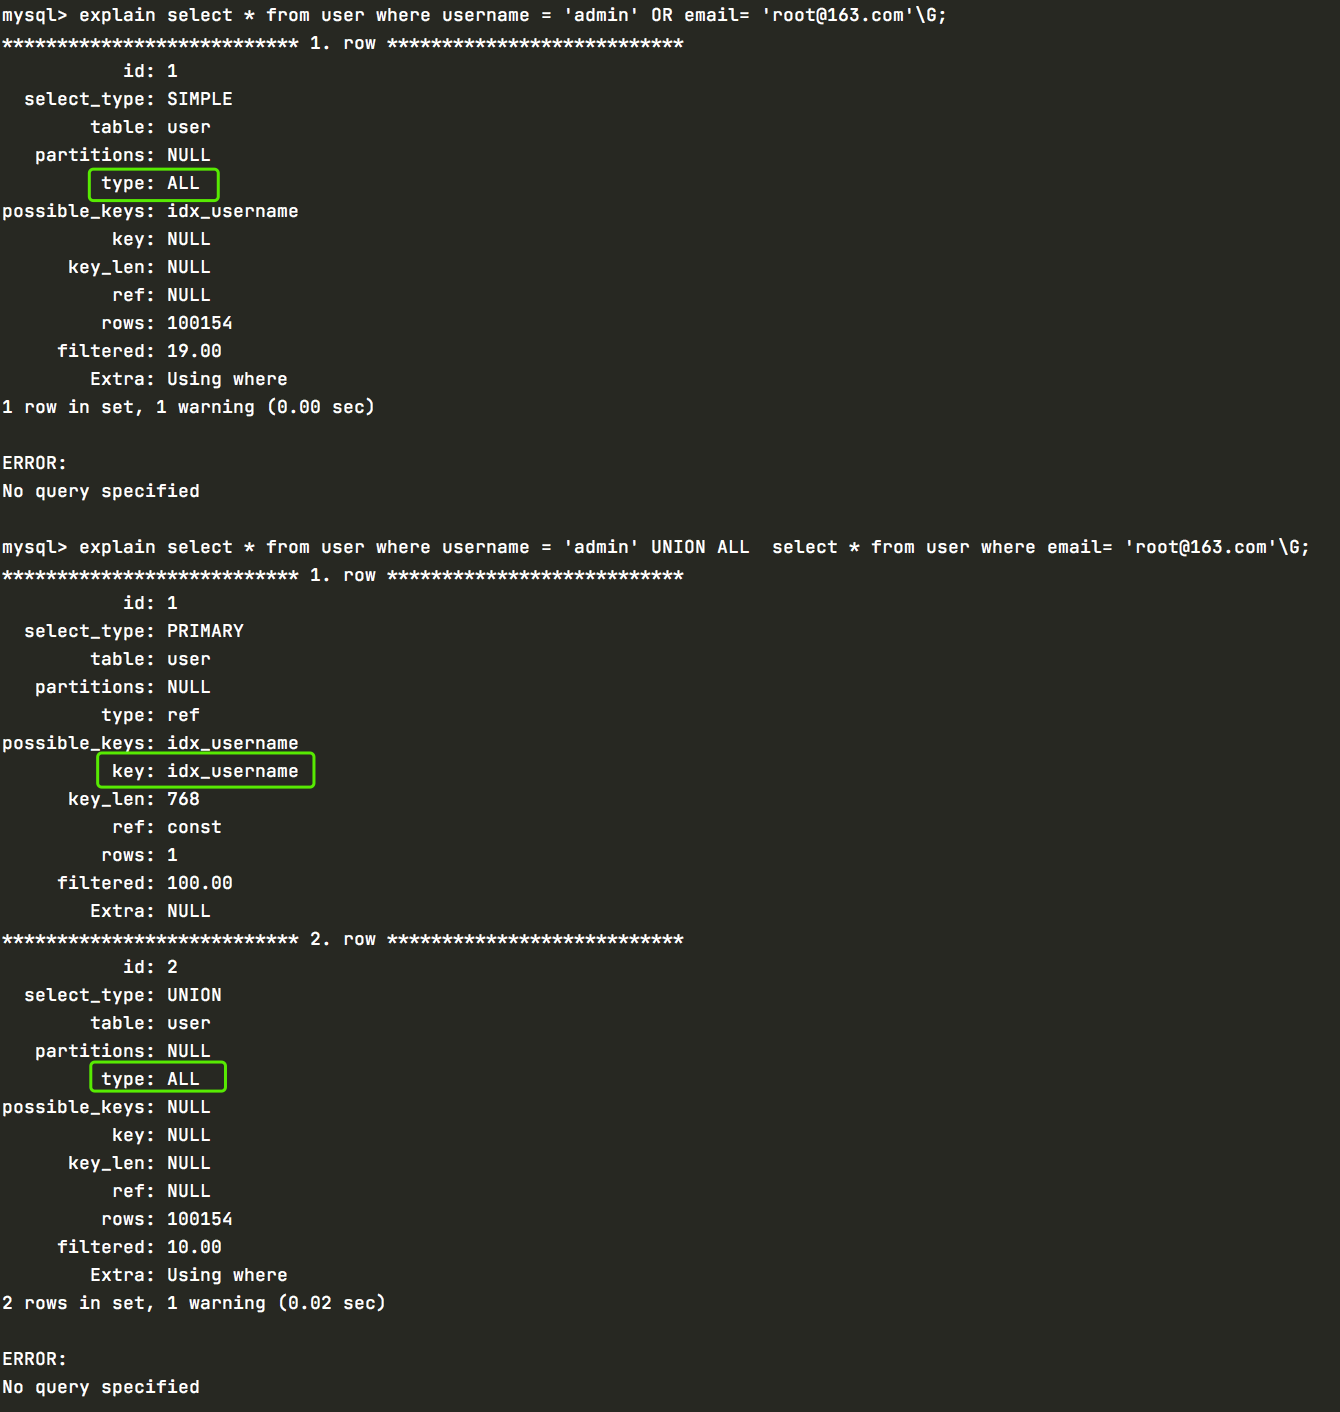 mysql> explain select * from user where username = 'admin' OR email= 'root@163.com'\G;
*************************** 1. row ***************************
           id: 1
  select_type: SIMPLE
        table: user
   partitions: NULL
         type: ALL
possible_keys: idx_username
          key: NULL
      key_len: NULL
          ref: NULL
         rows: 100154
     filtered: 19.00
        Extra: Using where
1 row in set, 1 warning (0.00 sec)

ERROR:
No query specified

mysql> explain select * from user where username = 'admin' UNION ALL  select * from user where email= 'root@163.com'\G;
*************************** 1. row ***************************
           id: 1
  select_type: PRIMARY
        table: user
   partitions: NULL
         type: ref
possible_keys: idx_username
          key: idx_username
      key_len: 768
          ref: const
         rows: 1
     filtered: 100.00
        Extra: NULL
*************************** 2. row ***************************
           id: 2
  select_type: UNION
        table: user
   partitions: NULL
         type: ALL
possible_keys: NULL
          key: NULL
      key_len: NULL
          ref: NULL
         rows: 100154
     filtered: 10.00
        Extra: Using where
2 rows in set, 1 warning (0.02 sec)

ERROR:
No query specified